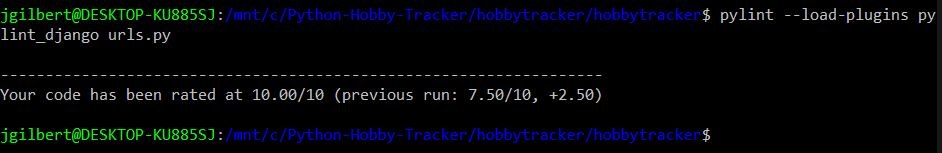 jgilbert@DESKTOP-KU885SJ:/mnt/c/Python-Hobby-Tracker/hobbytracker/hobbytracker$ pylint --load-plugins py
lint_django urls.py
------------------------------------------------------------------
Your code has been rated at 10.00/10 (previous run: 7.50/10, +2.50)
jgilbert@DESKTOP-KU885SJ:/mnt/c/Python-Hobby-Tracker/hobbytracker/hobbytracker$